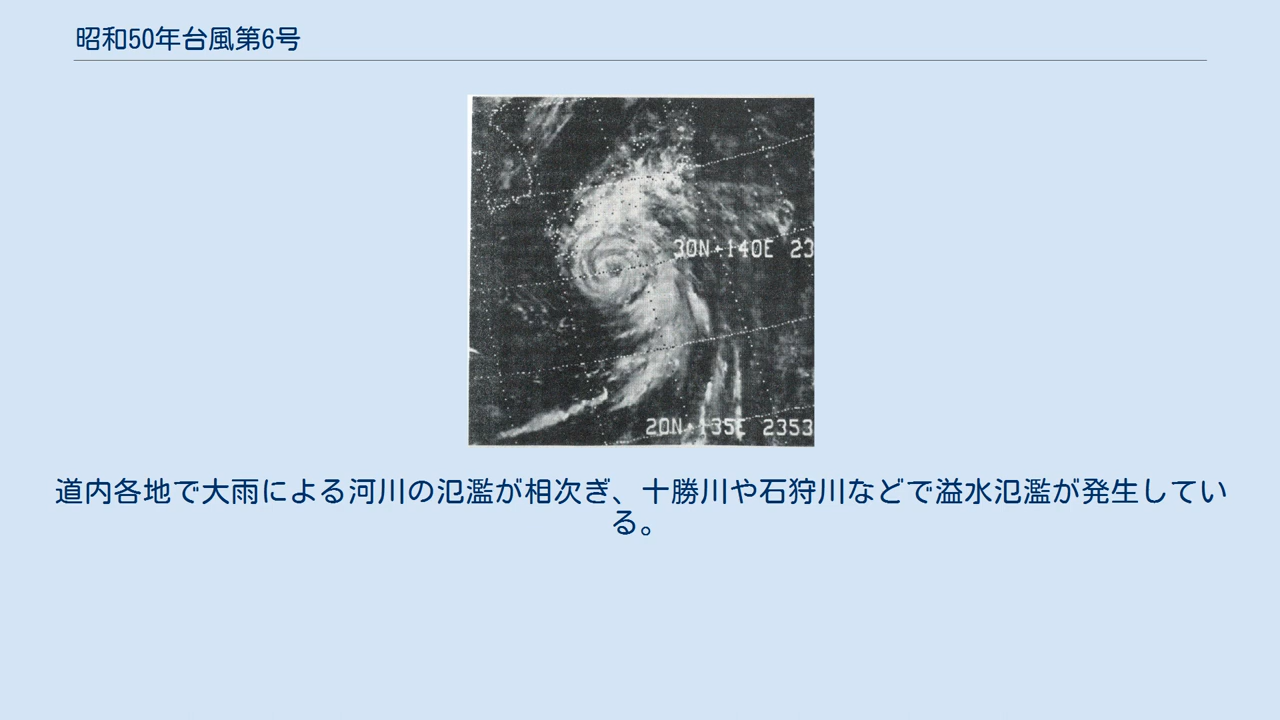 昭和50年台風第6号
30N+140E 23
20N+135E 2353
道内各地で大雨による河川の氾濫が相次ぎ、十勝川や石狩川などで溢水氾濫が発生してい
る。